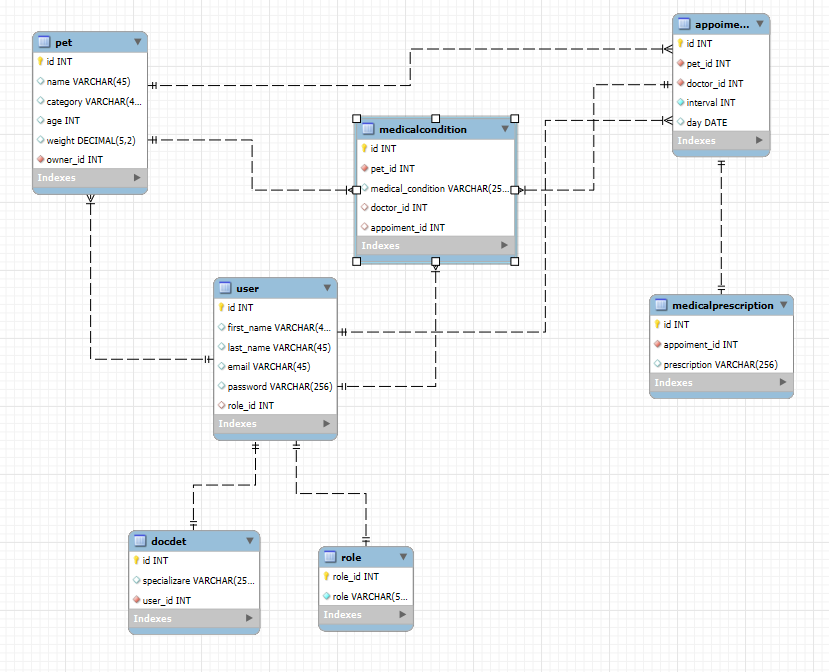 pet
id INT
name VARCHAR(45)
category VARCHAR(4...
age INT
weight DECIMAL(5,2)
owner_id INT
Indexes
appoime...
id INT
pet_id INT
doctor_id INT
interval INT
day DATE
Indexes
medicalcondition
id INT
pet_id INT
medical_condition VARCHAR(25...
doctor_id INT
appoiment_id INT
Indexes
user
id INT
first_name VARCHAR(4...
last_name VARCHAR(45)
email VARCHAR(45)
password VARCHAR(256)
role_id INT
Indexes
medicalprescription
id INT
appoiment_id INT
prescription VARCHAR(256)
Indexes
docdet
id INT
specializare VARCHAR(25...
user_id INT
Indexes
role
role_id INT
role VARCHAR(5...
Indexes